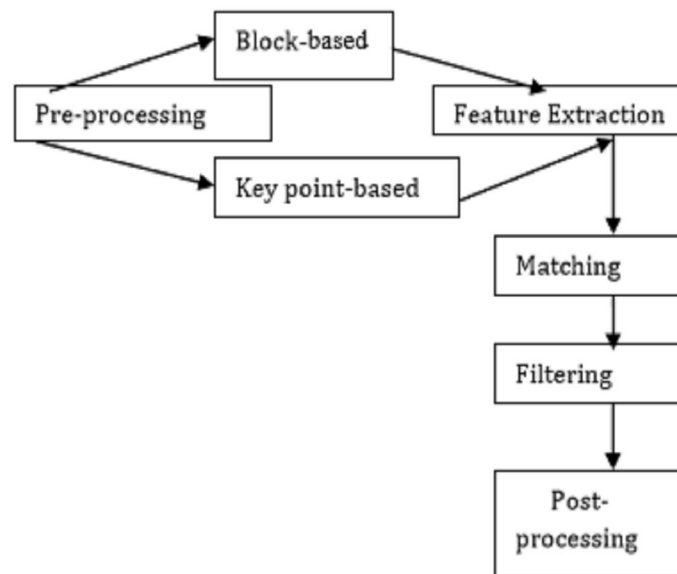 Block-based
Pre-processing
Feature Extraction
Key point-based
Matching
Filtering
Post-
processing